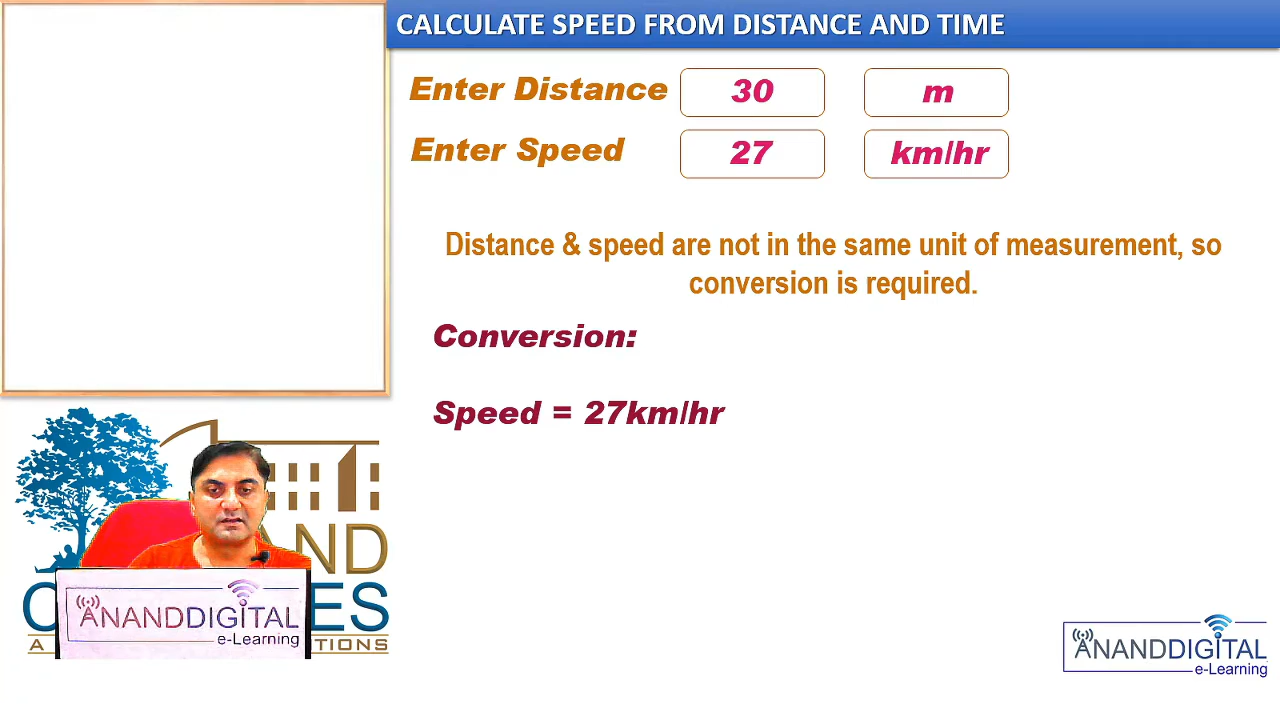 CALCULATE SPEED FROM DISTANCE AND TIME
Enter Distance 30 m
Enter Speed 27 km/hr
Distance & speed are not in the same unit of measurement, so
conversion is required.
Conversion:
Speed = 27km/hr
ANANDDIGITAL
e-Learning
ANANDDIGITAL
e-Learning